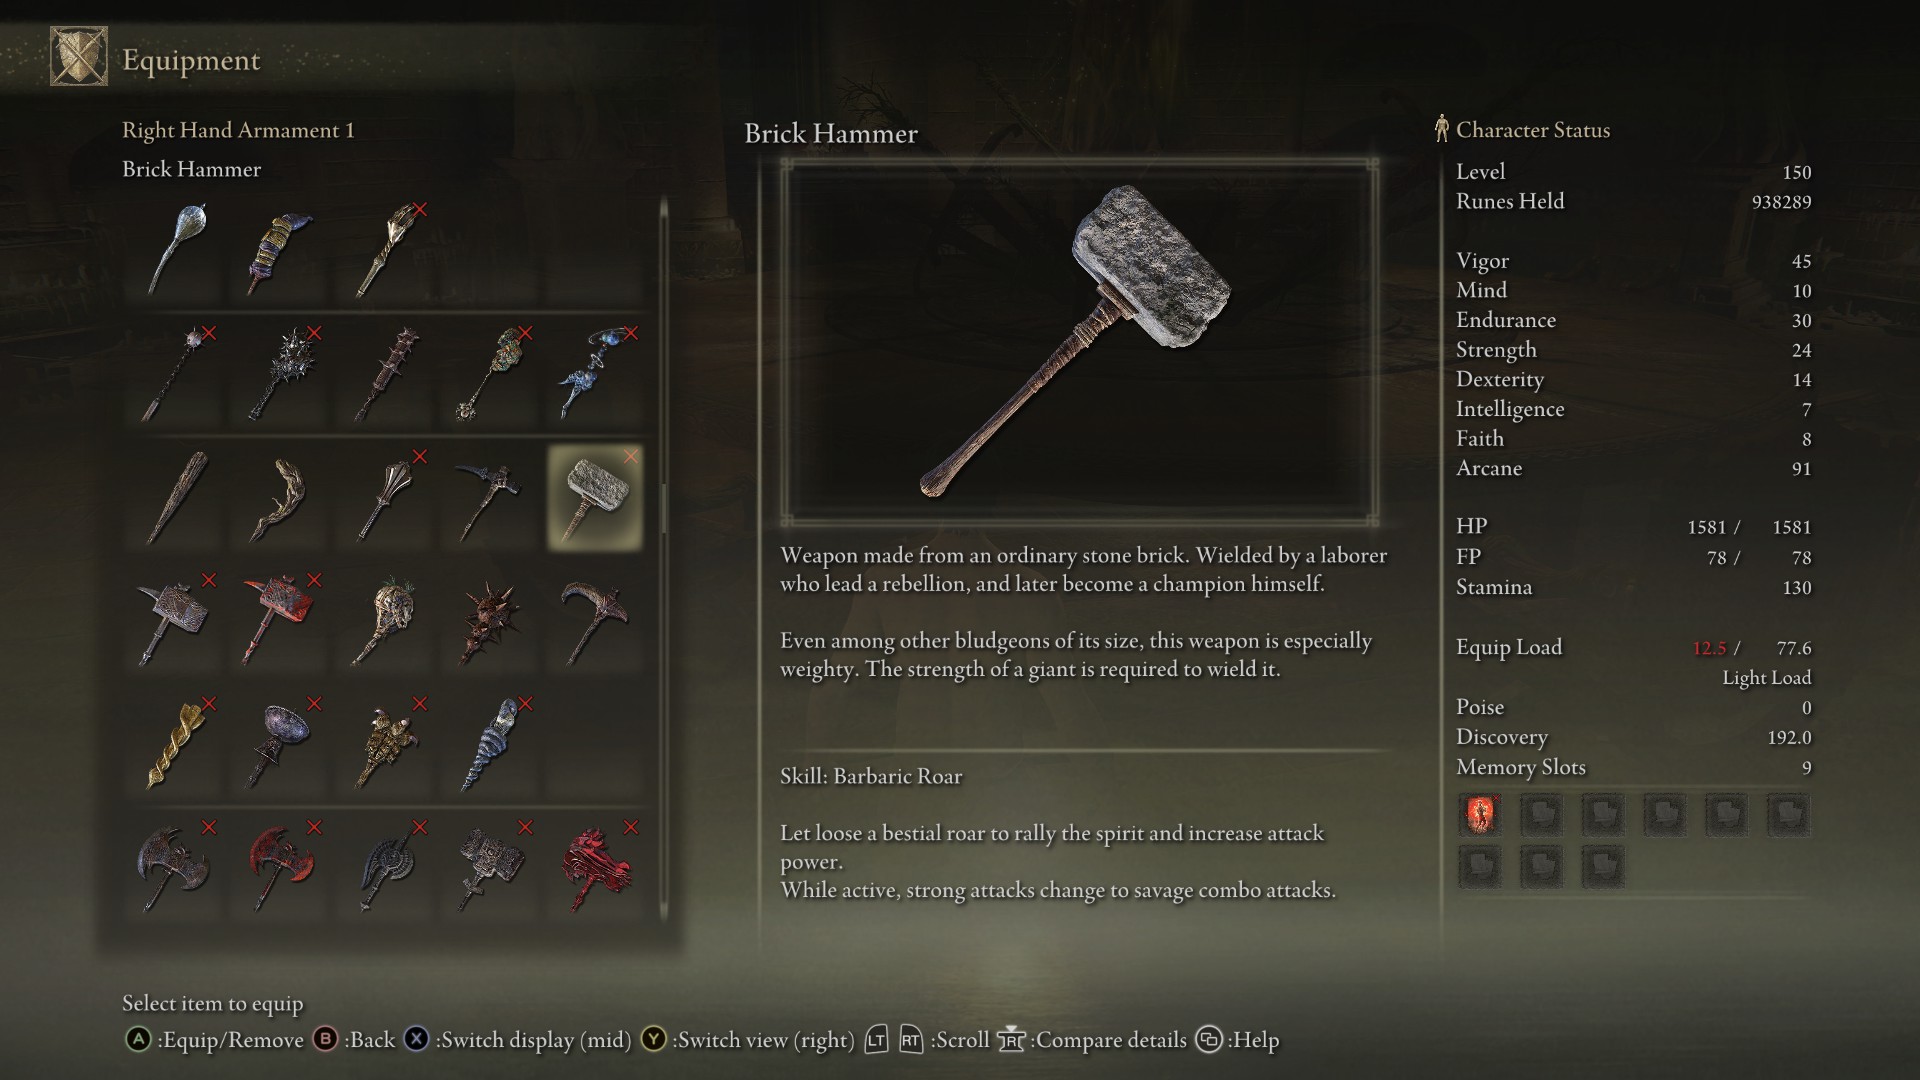 Equipment
Right Hand Armament 1
Brick Hammer
Brick Hammer
Weapon made from an ordinary stone brick. Wielded by a laborer
who lead a rebellion, and later become a champion himself.
Even among other bludgeons of its size, this weapon is especially
weighty. The strength of a giant is required to wield it.
Skill: Barbaric Roar
Let loose a bestial roar to rally the spirit and increase attack
power.
While active, strong attacks change to savage combo attacks.
Character Status
Level 150
Runes Held 938289
Vigor 45
Mind 10
Endurance 30
Strength 24
Dexterity 14
Intelligence 7
Faith 8
Arcane 91
HP 1581 / 1581
FP 78 / 78
Stamina 130
Equip Load 12.5 / 77.6
Light Load
Poise 0
Discovery 192.0
Memory Slots 9
Select item to equip
A :Equip/Remove B :Back X :Switch display (mid) Y :Switch view (right) LT RT :Scroll R :Compare details :Help